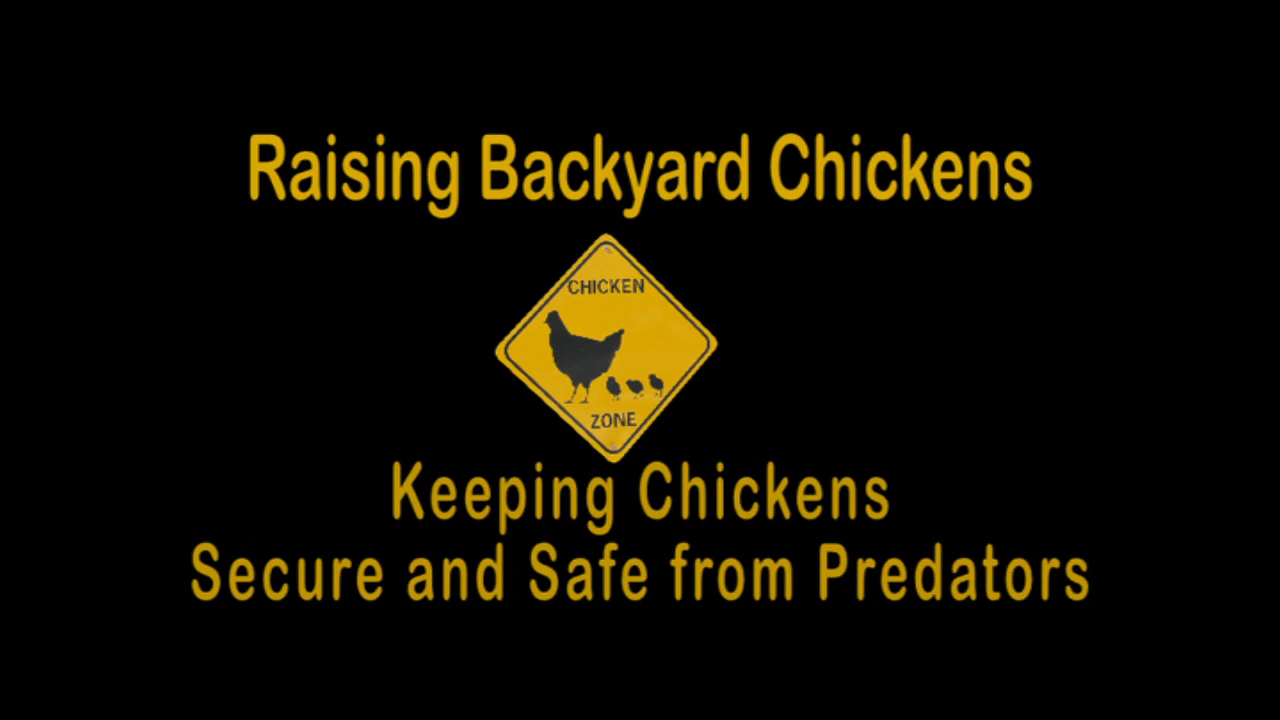 Raising Backyard Chickens
CHICKEN
ZONE
Keeping Chickens
Secure and Safe from Predators